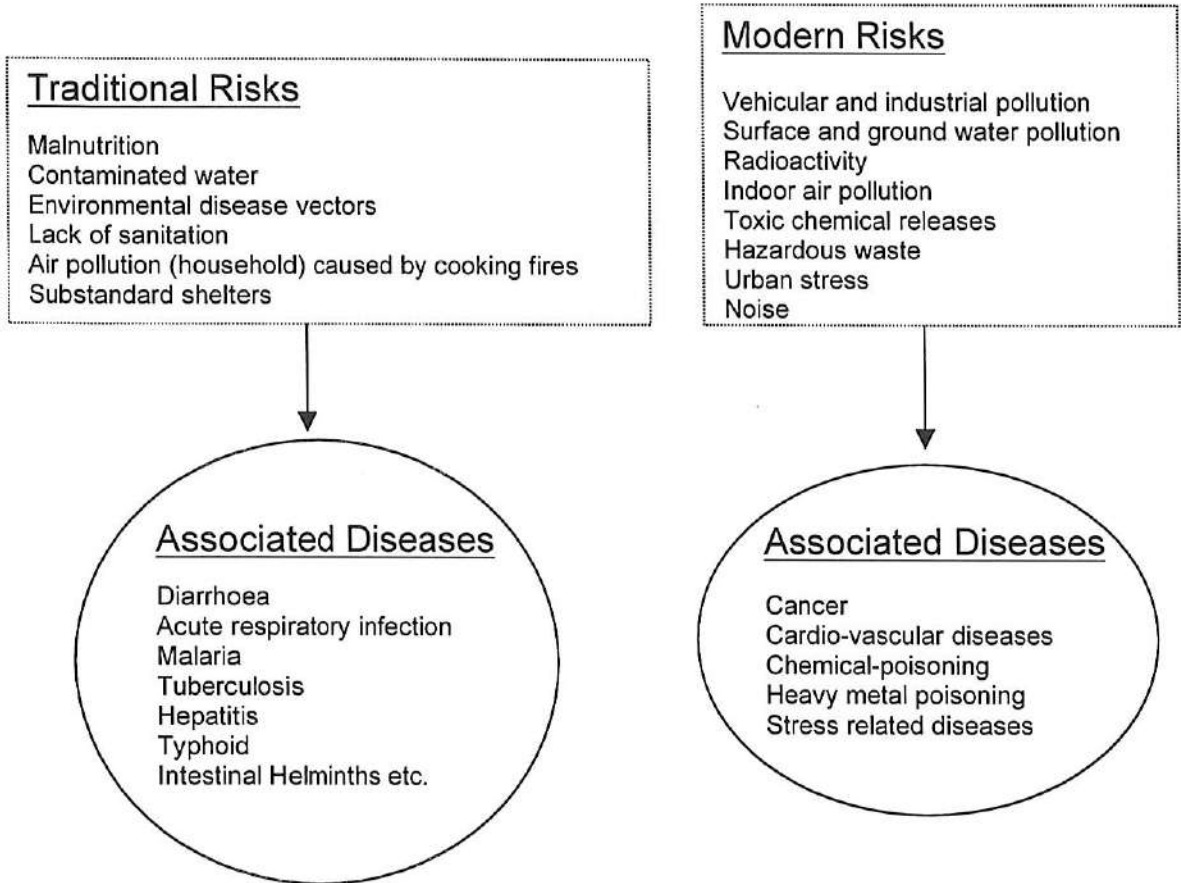 Traditional Risks
Malnutrition
Contaminated water
Environmental disease vectors
Lack of sanitation
Air pollution (household) caused by cooking fires
Substandard shelters
Modern Risks
Vehicular and industrial pollution
Surface and ground water pollution
Radioactivity
Indoor air pollution
Toxic chemical releases
Hazardous waste
Urban stress
Noise
Associated Diseases
Diarrhoea
Acute respiratory infection
Malaria
Tuberculosis
Hepatitis
Typhoid
Intestinal Helminths etc.
Associated Diseases
Cancer
Cardio-vascular diseases
Chemical-poisoning
Heavy metal poisoning
Stress related diseases